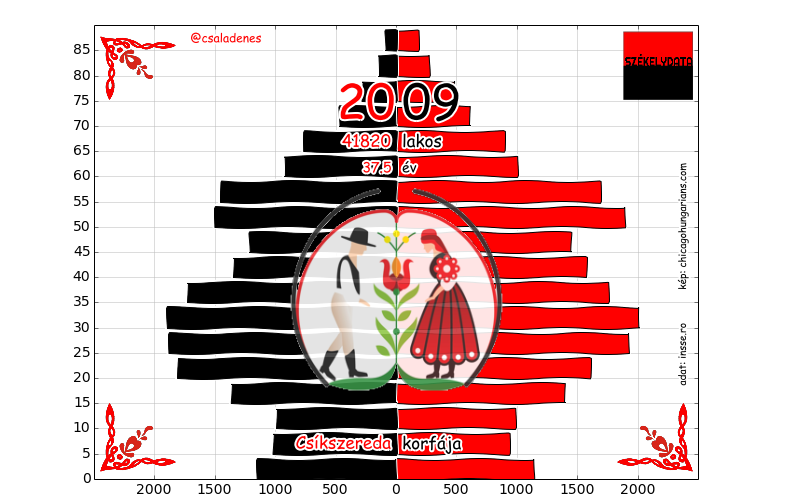 @csaladenes
SZÉKELYDATA
2009
41820 lakos
37.5 év
kép: chicagohungarians.com
adat: insse.ro
Csíkszereda korfája
85
80
75
70
65
60
55
50
45
40
35
30
25
20
15
10
5
0
2000 1500 1000 500 0 500 1000 1500 2000